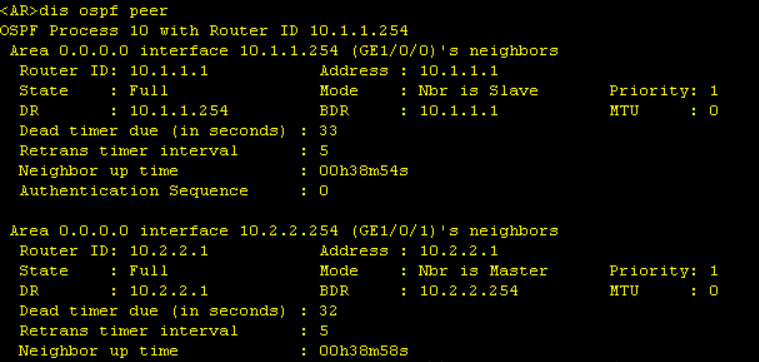 <AR>dis ospf peer
OSPF Process 10 with Router ID 10.1.1.254
Area 0.0.0.0 interface 10.1.1.254 (GE1/0/0)'s neighbors
Router ID: 10.1.1.1 Address : 10.1.1.1
State : Full Mode : Nbr is Slave Priority: 1
DR : 10.1.1.254 BDR : 10.1.1.1 MTU : 0
Dead timer due (in seconds) : 33
Retrans timer interval : 5
Neighbor up time : 00h38m54s
Authentication Sequence : 0
Area 0.0.0.0 interface 10.2.2.254 (GE1/0/1)'s neighbors
Router ID: 10.2.2.1 Address : 10.2.2.1
State : Full Mode : Nbr is Master Priority: 1
DR : 10.2.2.1 BDR : 10.2.2.254 MTU : 0
Dead timer due (in seconds) : 32
Retrans timer interval : 5
Neighbor up time : 00h38m58s